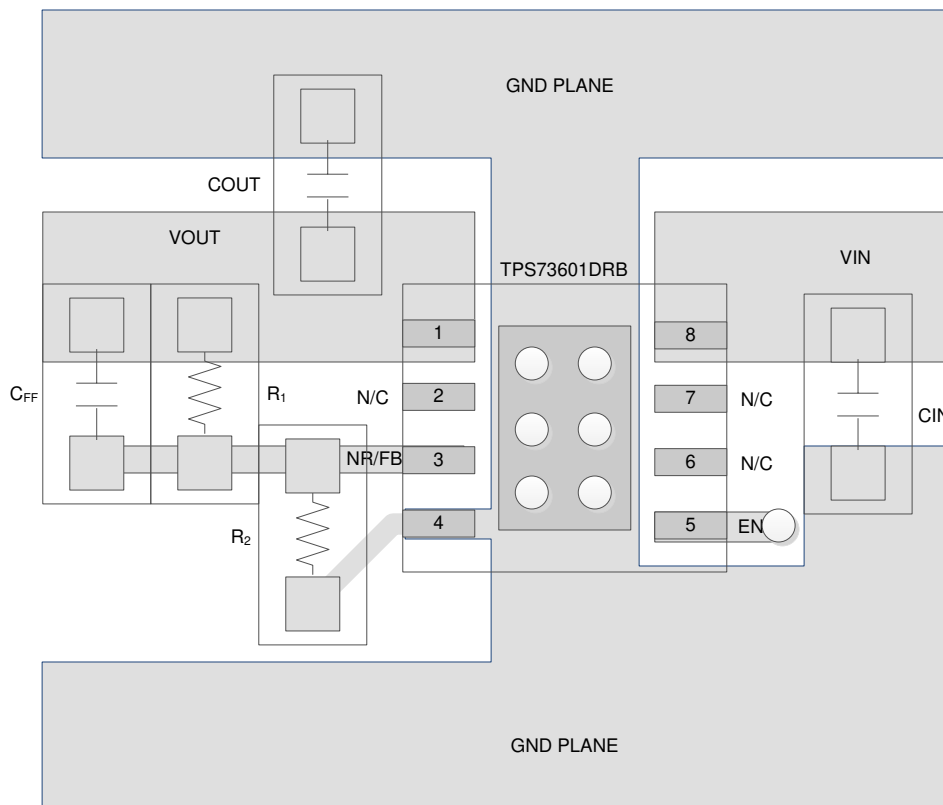 GND PLANE
COUT
VOUT
TPS73601DRB
VIN
1
8
CFF
R1
N/C
2
7
N/C
CIN
NR/FB
3
6
N/C
R2
4
5
EN
GND PLANE